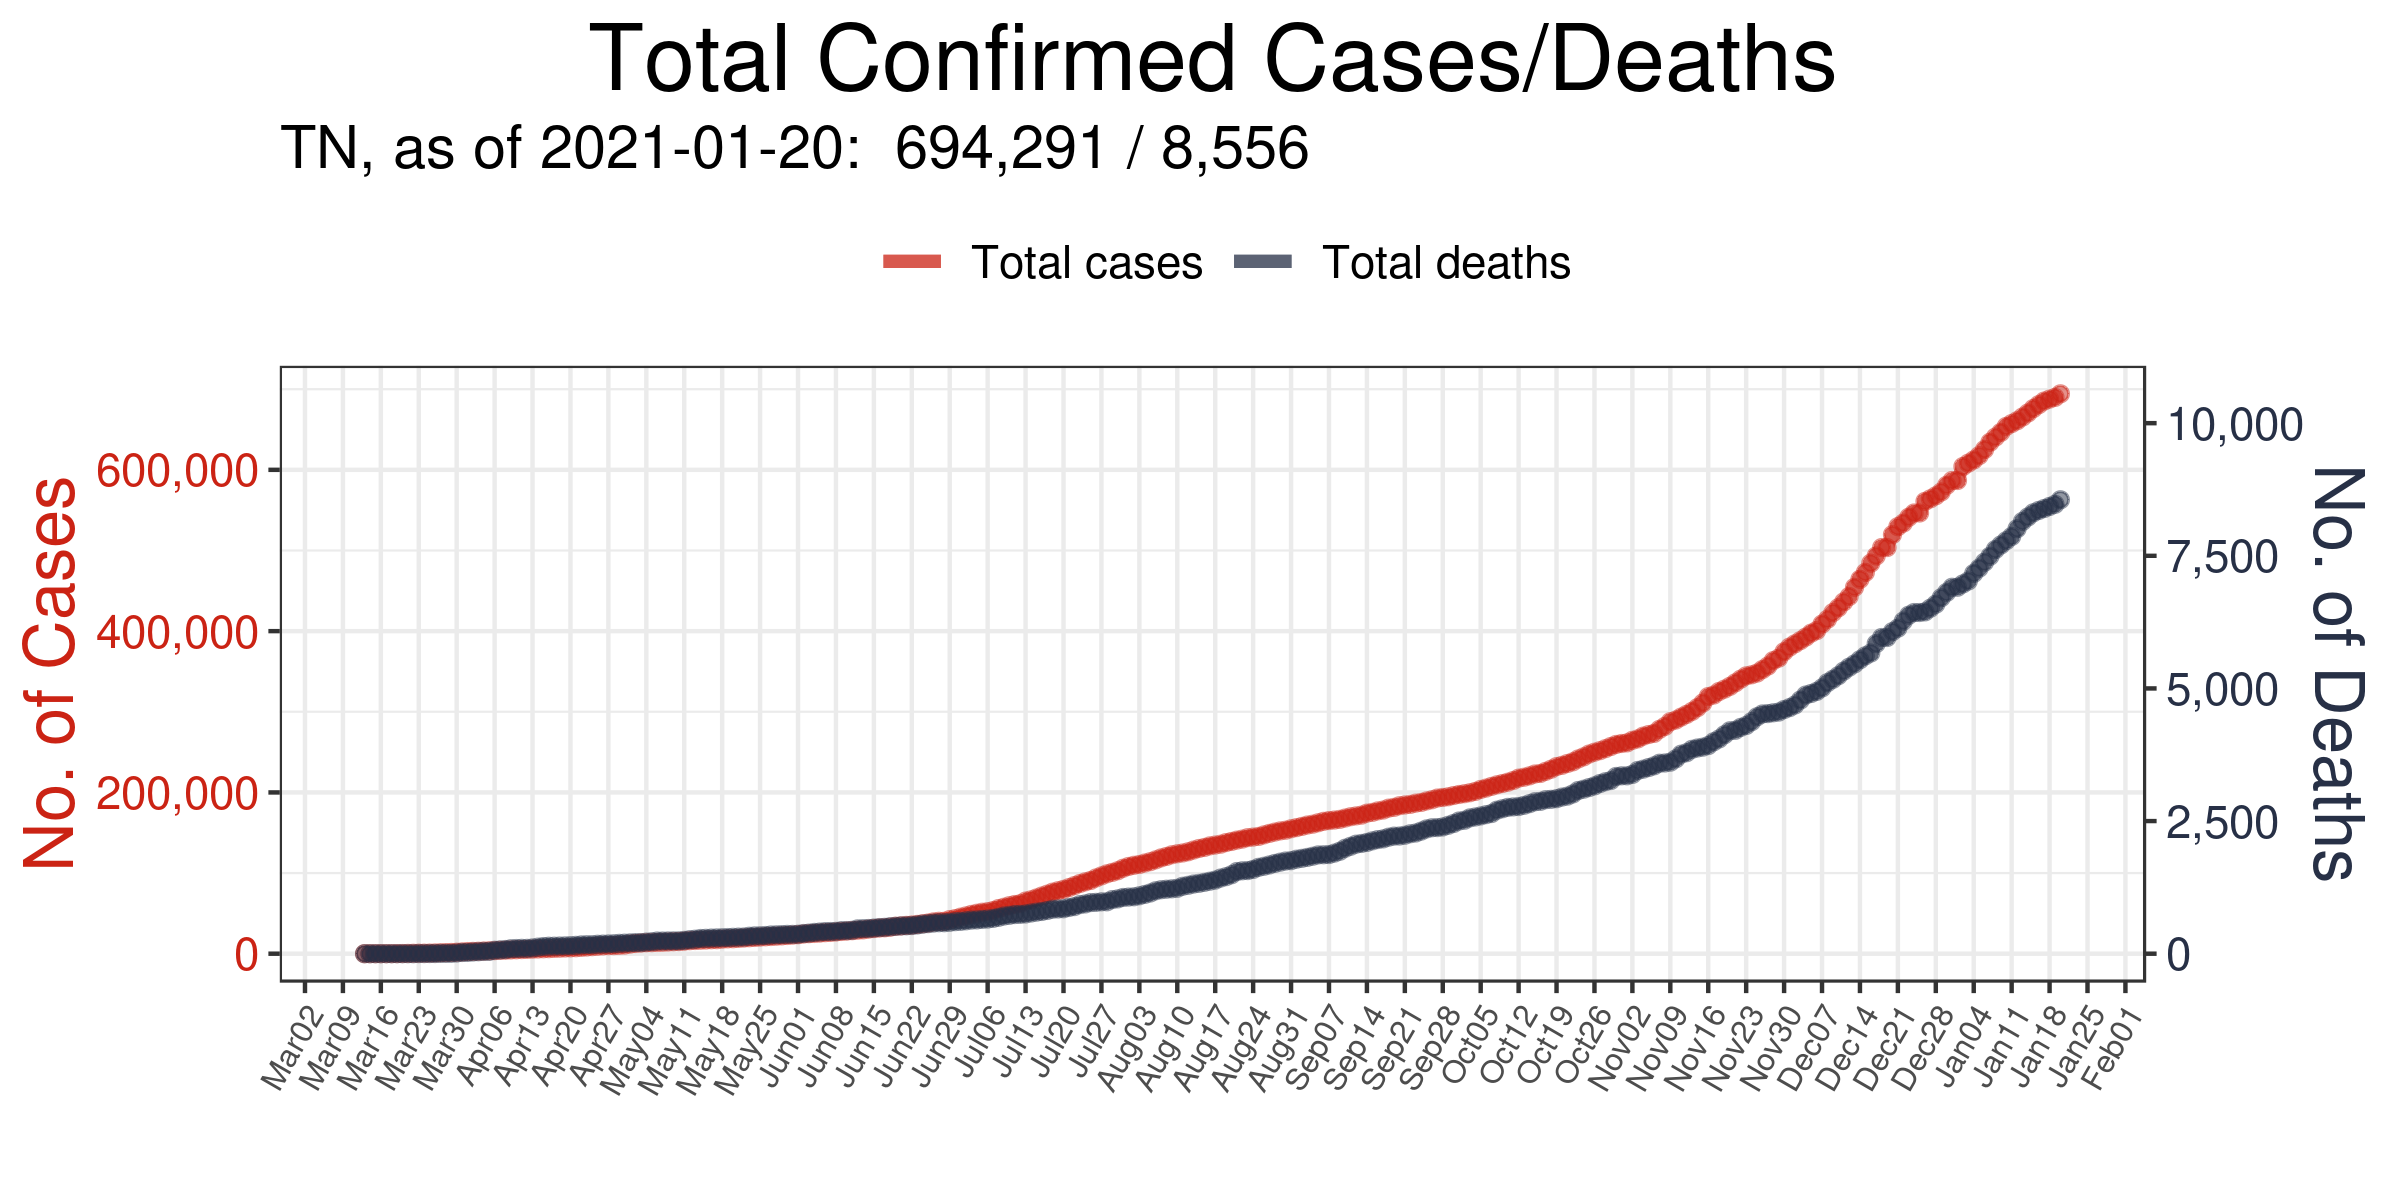 Total Confirmed Cases/Deaths
TN, as of 2021-01-20:  694,291 / 8,556
Total cases
Total deaths
No. of Cases
600,000
400,000
200,000
0
10,000
7,500
5,000
2,500
0
No. of Deaths
Mar02
Mar09
Mar16
Mar23
Mar30
Apr06
Apr13
Apr20
Apr27
May04
May11
May18
May25
Jun01
Jun08
Jun15
Jun22
Jun29
Jul06
Jul13
Jul20
Jul27
Aug03
Aug10
Aug17
Aug24
Aug31
Sep07
Sep14
Sep21
Sep28
Oct05
Oct12
Oct19
Oct26
Nov02
Nov09
Nov16
Nov23
Nov30
Dec07
Dec14
Dec21
Dec28
Jan04
Jan11
Jan18
Jan25
Feb01